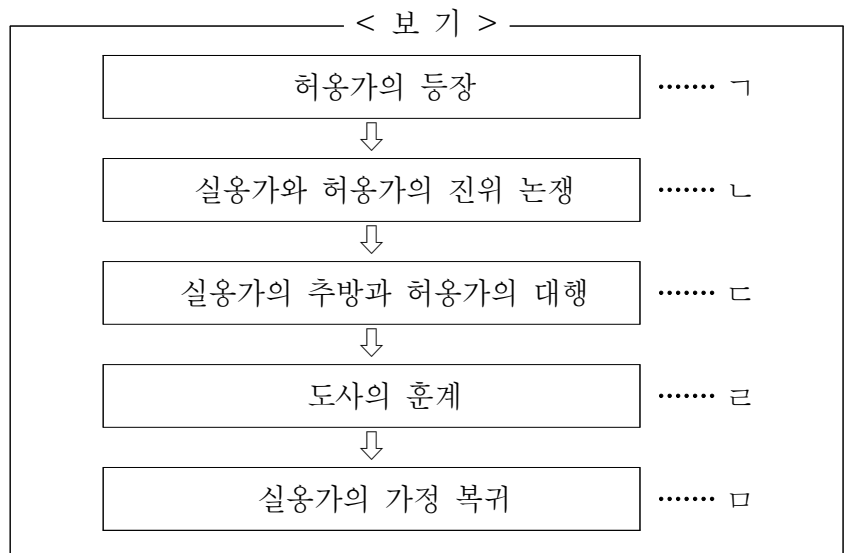 < 보 기 >
허옹가의 등장 ······· ㄱ
⇩
실옹가와 허옹가의 진위 논쟁 ······· ㄴ
⇩
실옹가의 추방과 허옹가의 대행 ······· ㄷ
⇩
도사의 훈계 ······· ㄹ
⇩
실옹가의 가정 복귀 ······· ㅁ